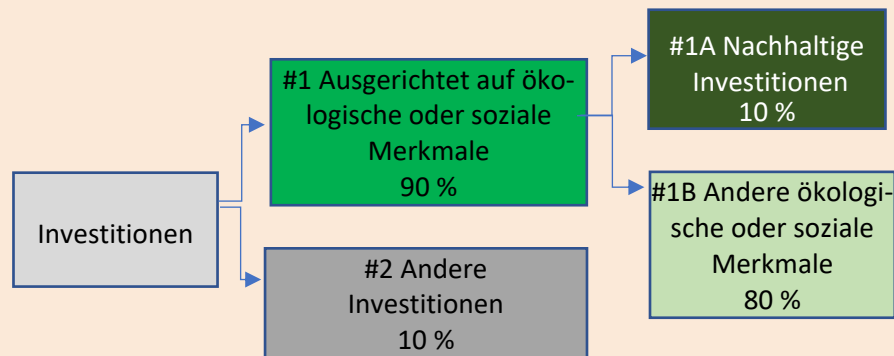 Investitionen
#1 Ausgerichtet auf öko-
logische oder soziale
Merkmale
90 %
#2 Andere
Investitionen
10 %
#1A Nachhaltige
Investitionen
10 %
#1B Andere ökologi-
sche oder soziale
Merkmale
80 %